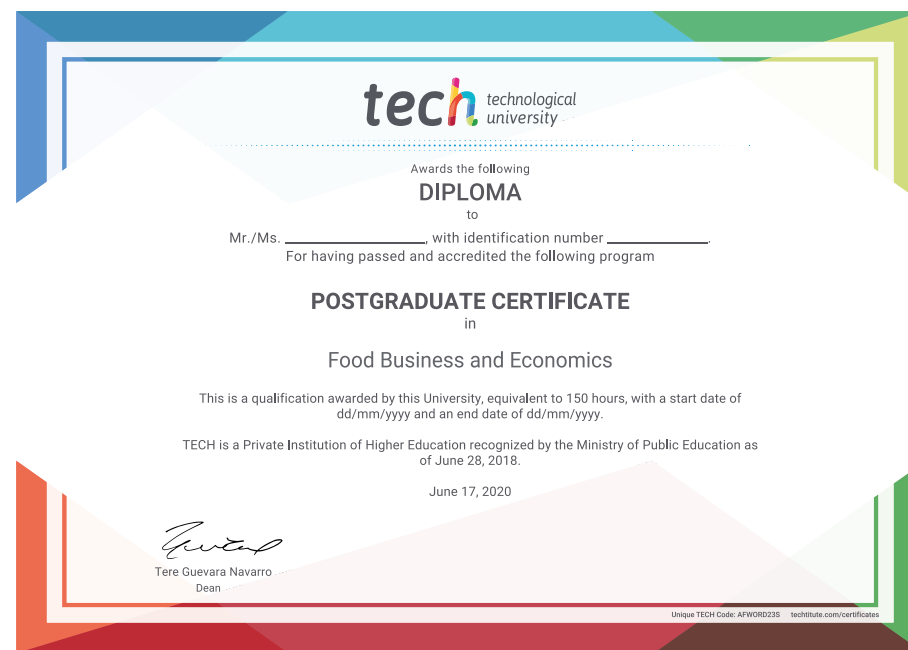 tech technological
university
Awards the following
DIPLOMA
to
Mr./Ms. ____________________, with identification number ______________.
For having passed and accredited the following program
POSTGRADUATE CERTIFICATE
in
Food Business and Economics
This is a qualification awarded by this University, equivalent to 150 hours, with a start date of
dd/mm/yyyy and an end date of dd/mm/yyyy.
TECH is a Private Institution of Higher Education recognized by the Ministry of Public Education as
of June 28, 2018.
June 17, 2020
Tere Guevara Navarro
Dean
Unique TECH Code: AFWORD23S techtitute.com/certificates